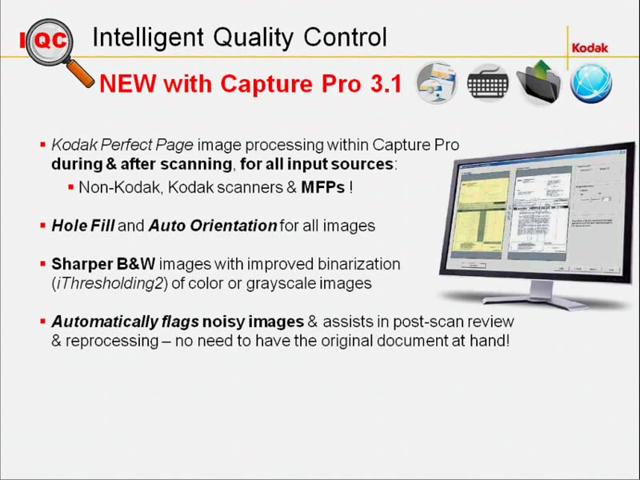 I QC
Intelligent Quality Control
Kodak
NEW with Capture Pro 3.1
Kodak Perfect Page image processing within Capture Pro
during & after scanning, for all input sources:
Non-Kodak, Kodak scanners & MFPs !
Hole Fill and Auto Orientation for all images
Sharper B&W images with improved binarization
(iThresholding2) of color or grayscale images
Automatically flags noisy images & assists in post-scan review
& reprocessing – no need to have the original document at hand!